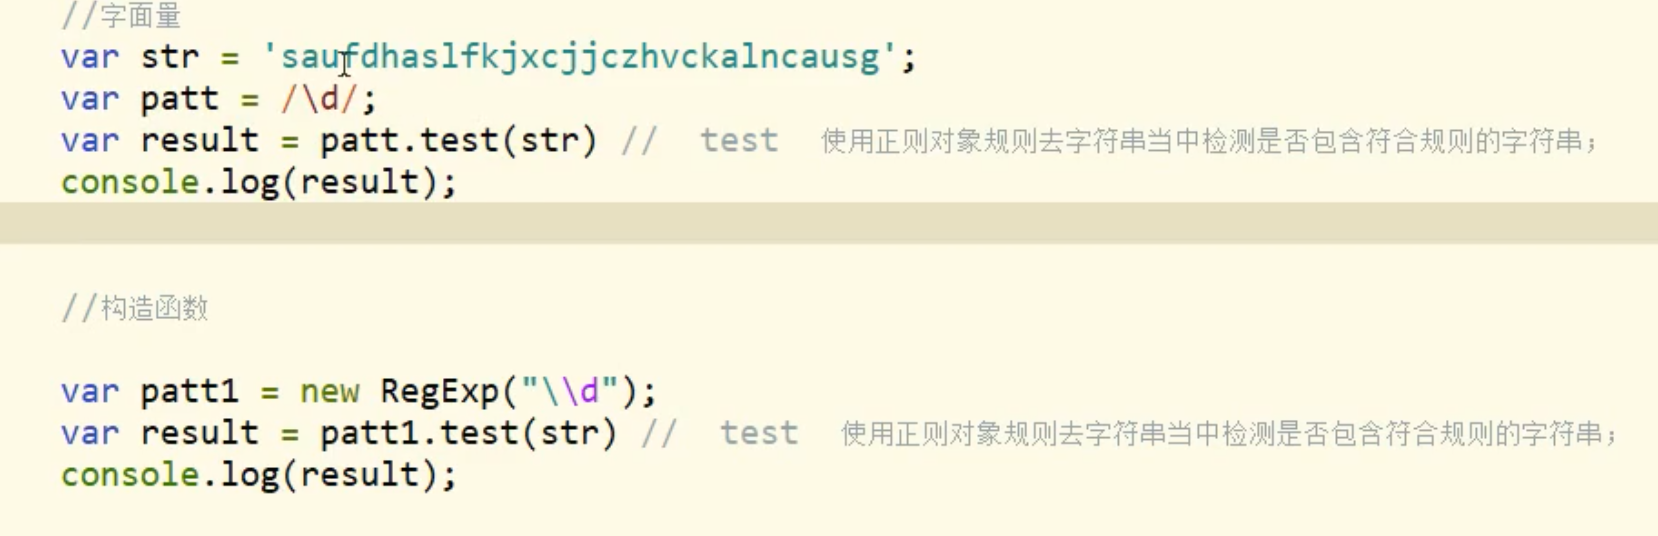 //字面量
var str = 'saufdhaslfkjxcjjczhvckalncausg';
var patt = /\d/;
var result = patt.test(str) //  test  使用正则对象规则去字符串当中检测是否包含符合规则的字符串;
console.log(result);
//构造函数
var patt1 = new RegExp("\\d");
var result = patt1.test(str) //  test  使用正则对象规则去字符串当中检测是否包含符合规则的字符串;
console.log(result);